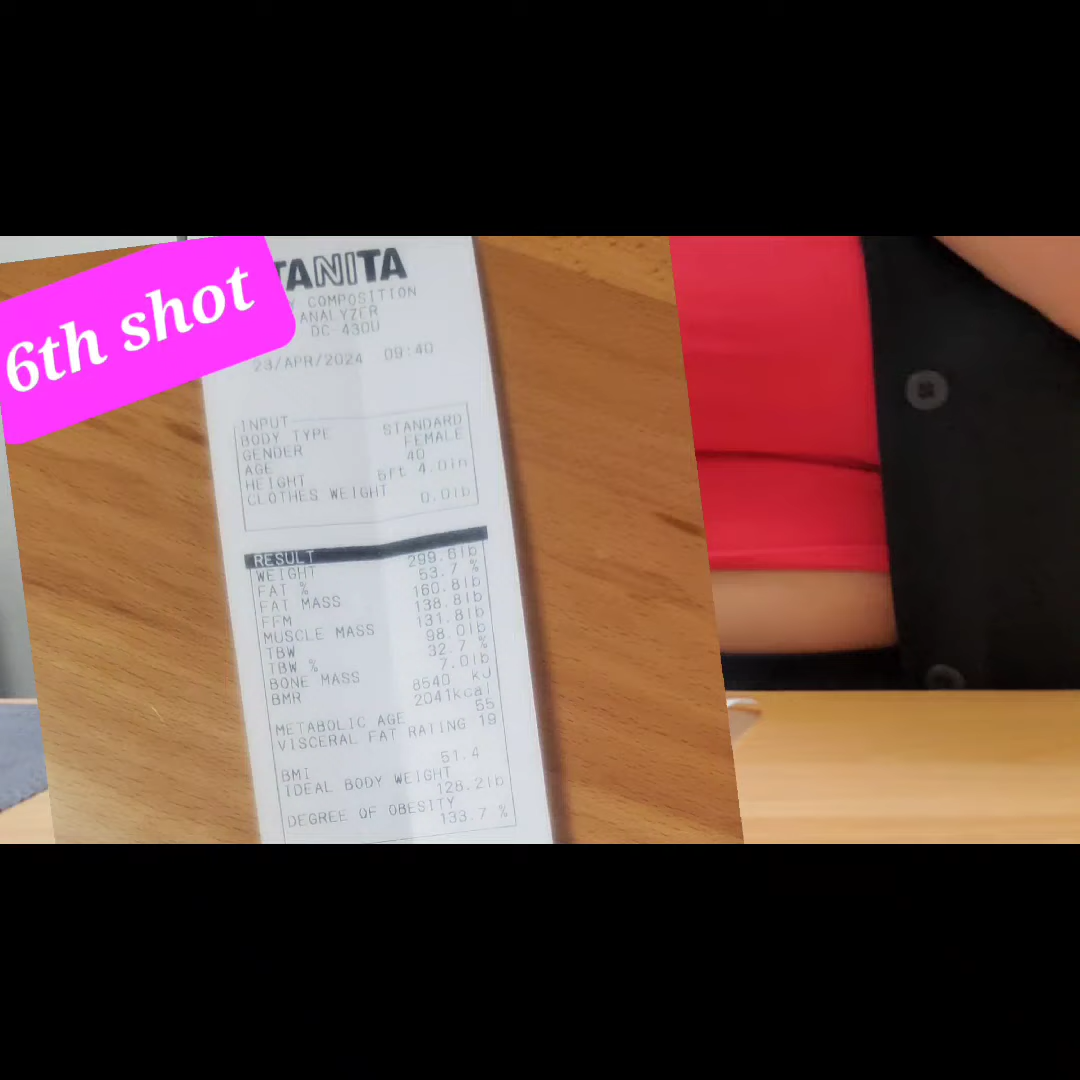 6th shot
TANITA
COMPOSITION
ANALYZER
DC-430U
23/APR/2024 09:40
INPUT
BODY TYPE STANDARD
GENDER FEMALE
AGE 40
HEIGHT 5ft 4.0in
CLOTHES WEIGHT 0.0lb
RESULT
WEIGHT 299.6lb
FAT % 53.7 %
FAT MASS 160.8lb
FFM 138.8lb
MUSCLE MASS 131.8lb
TBW 98.0lb
TBW % 32.7 %
BONE MASS 7.0lb
BMR 8540 kJ
2041kcal
METABOLIC AGE 55
VISCERAL FAT RATING 19
BMI 51.4
IDEAL BODY WEIGHT
128.2lb
DEGREE OF OBESITY
133.7 %